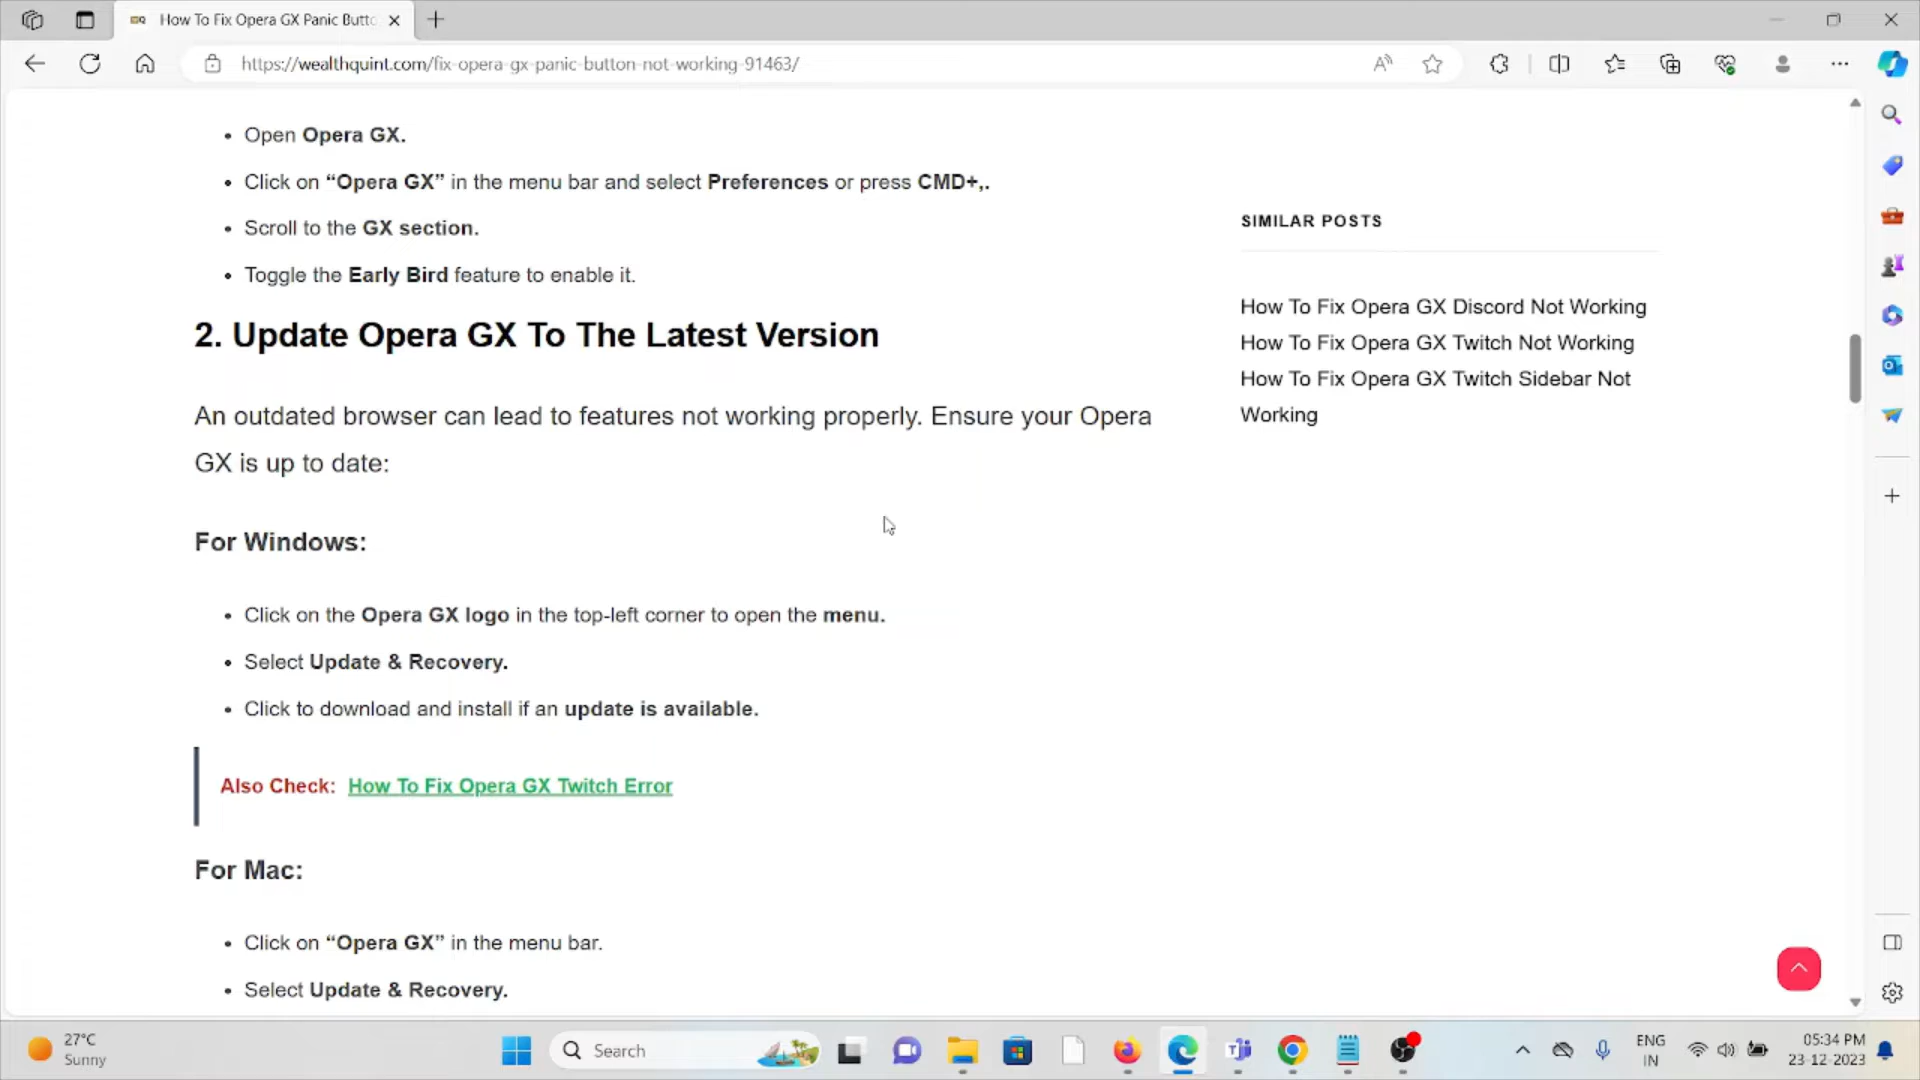 How To Fix Opera GX Panic Butto
https://wealthquint.com/fix-opera-gx-panic-button-not-working-91463/
• Open Opera GX.
• Click on “Opera GX” in the menu bar and select Preferences or press CMD+,.
• Scroll to the GX section.
• Toggle the Early Bird feature to enable it.
2. Update Opera GX To The Latest Version
An outdated browser can lead to features not working properly. Ensure your Opera
GX is up to date:
For Windows:
• Click on the Opera GX logo in the top-left corner to open the menu.
• Select Update & Recovery.
• Click to download and install if an update is available.
Also Check: How To Fix Opera GX Twitch Error
For Mac:
• Click on “Opera GX” in the menu bar.
• Select Update & Recovery.
SIMILAR POSTS
How To Fix Opera GX Discord Not Working
How To Fix Opera GX Twitch Not Working
How To Fix Opera GX Twitch Sidebar Not
Working
27°C
Sunny
Search
ENG
IN
05:34 PM
23-12-2023